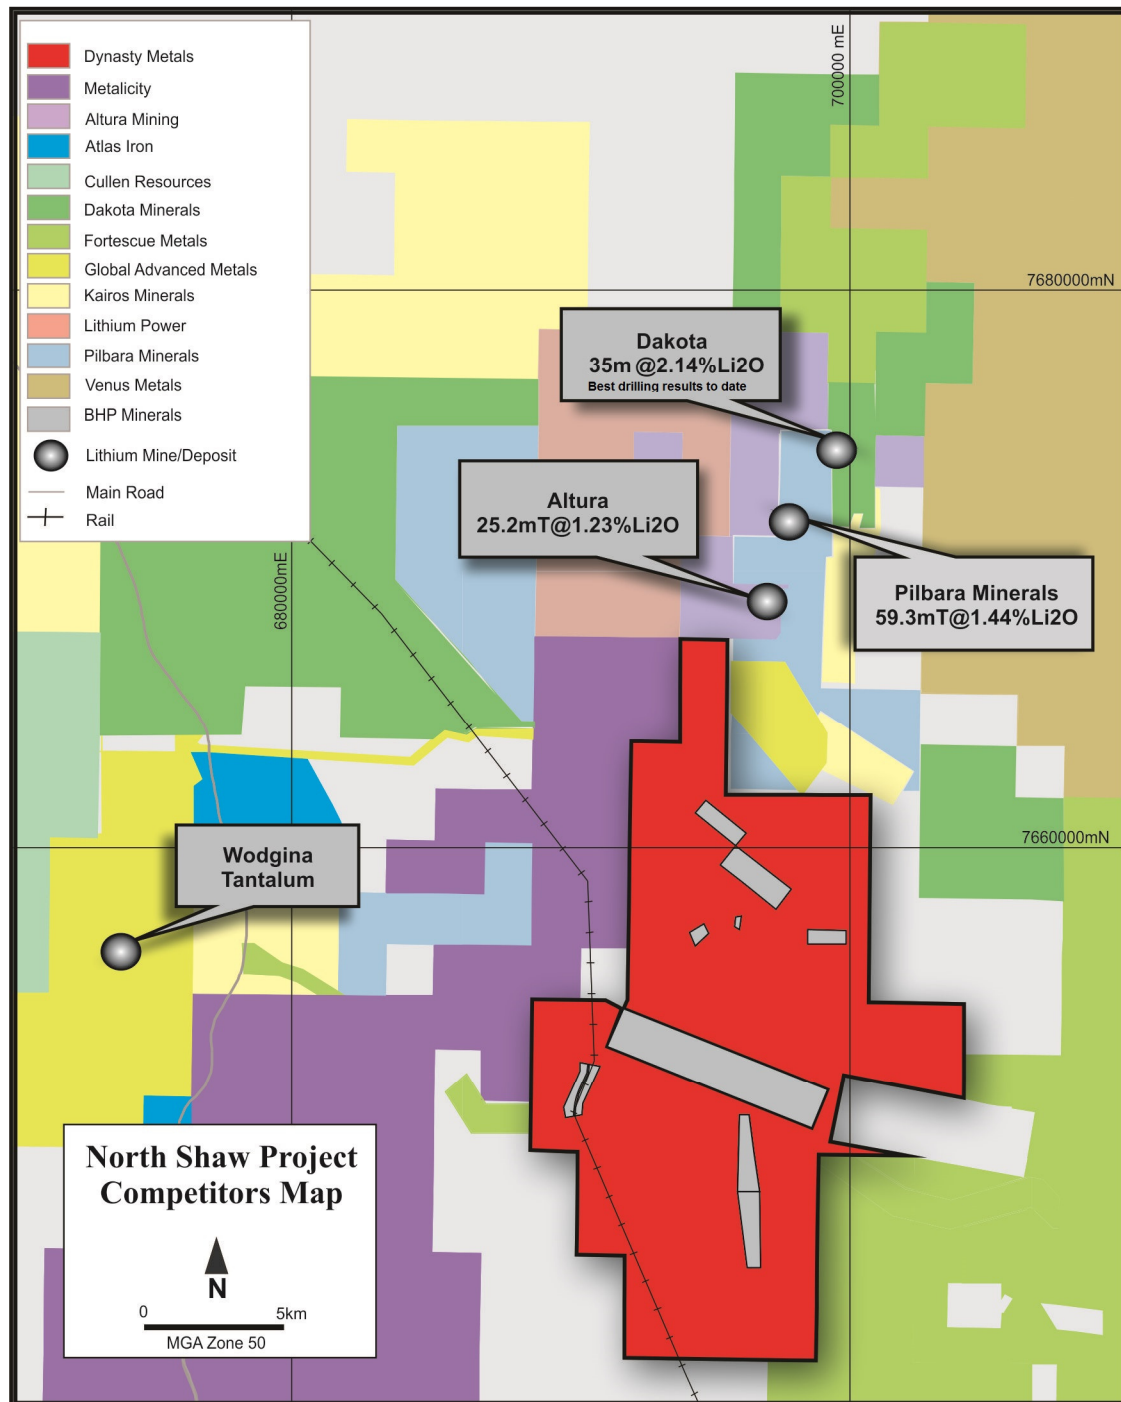 Dynasty Metals
Metalicity
Altura Mining
Atlas Iron
Cullen Resources
Dakota Minerals
Fortescue Metals
Global Advanced Metals
Kairos Minerals
Lithium Power
Pilbara Minerals
Venus Metals
BHP Minerals
Lithium Mine/Deposit
Main Road
Rail
700000 mE
7680000mN
Dakota
35m @2.14%Li2O
Best drilling results to date
Altura
25.2mT@1.23%Li2O
680000mE
Pilbara Minerals
59.3mT@1.44%Li2O
7660000mN
Wodgina
Tantalum
North Shaw Project
Competitors Map
N
0
5km
MGA Zone 50